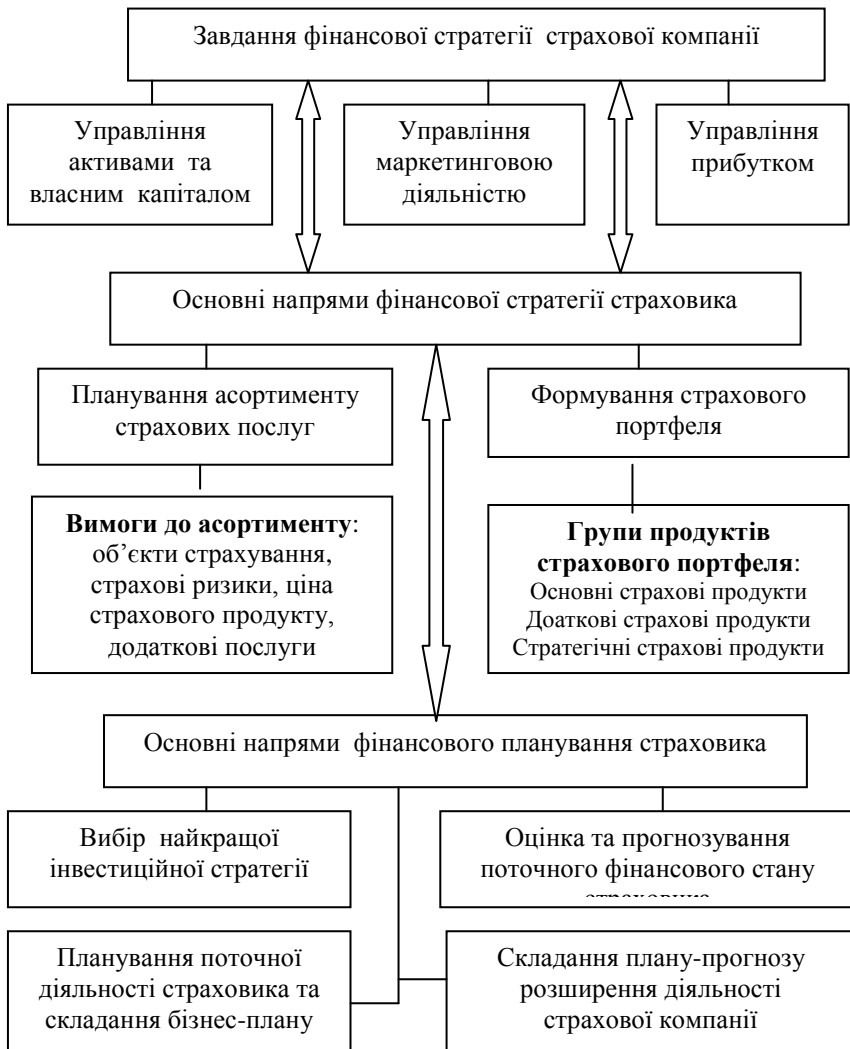 Завдання фінансової стратегії страхової компанії
Управління
активами та
власним капіталом
Управління
маркетинговою
діяльністю
Управління
прибутком
Основні напрями фінансової стратегії страховика
Планування асортименту
страхових послуг
Формування страхового
портфеля
Вимоги до асортименту:
об’єкти страхування,
страхові ризики, ціна
страхового продукту,
додаткові послуги
Групи продуктів
страхового портфеля:
Основні страхові продукти
Доаткові страхові продукти
Стратегічні страхові продукти
Основні напрями фінансового планування страховика
Вибір найкращої
інвестиційної стратегії
Оцінка та прогнозування
поточного фінансового стану
страховика
Планування поточної
діяльності страховика та
складання бізнес-плану
Складання плану-прогнозу
розширення діяльності
страхової компанії